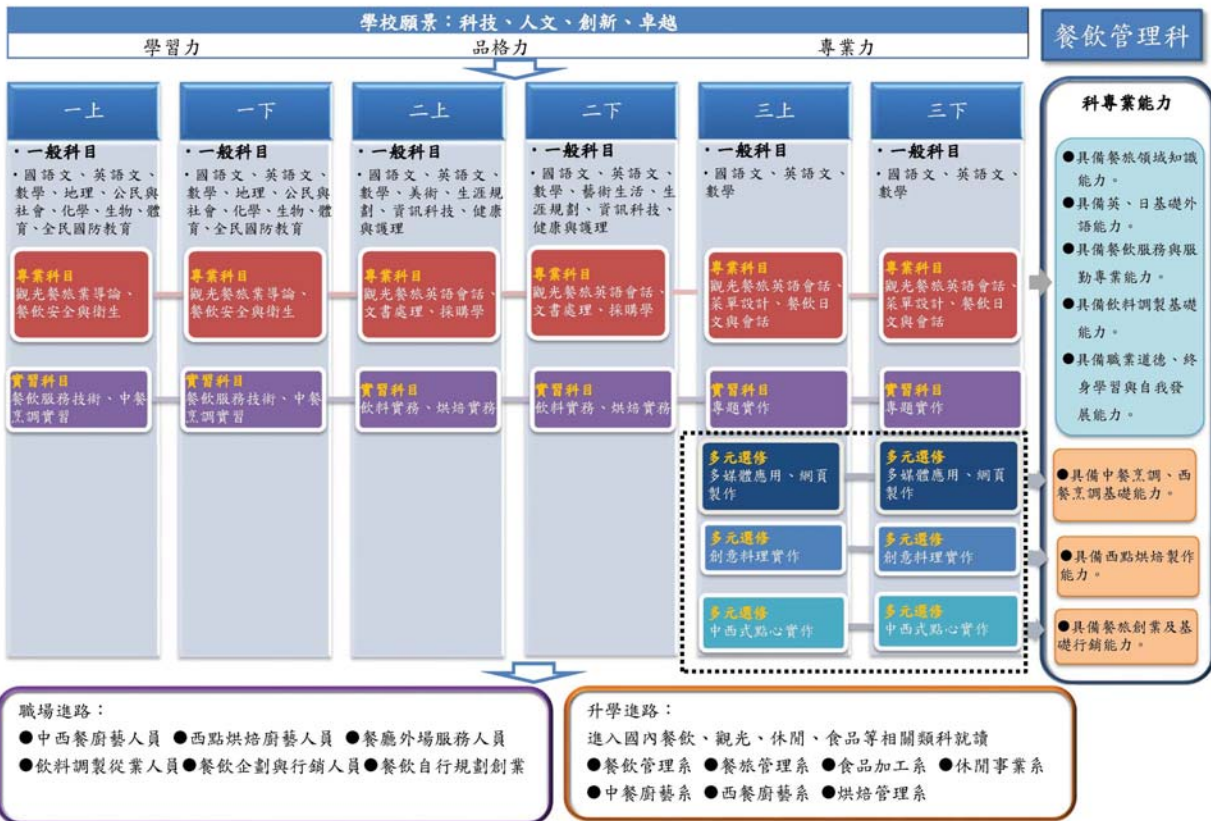 學校願景：科技、人文、創新、卓越
學習力 品格力 專業力
餐飲管理科
一上
・一般科目
・國語文、英語文、
數學、地理、公民與
社會、化學、生物、體
育、全民國防教育
專業科目
觀光餐旅業導論、
餐飲安全與衛生
實習科目
餐飲服務技術、中餐
烹調實習
一下
・一般科目
・國語文、英語文、
數學、地理、公民與
社會、化學、生物、體
育、全民國防教育
專業科目
觀光餐旅業導論、
餐飲安全與衛生
實習科目
餐飲服務技術、中餐
烹調實習
二上
・一般科目
・國語文、英語文、
數學、美術、生涯規
劃、資訊科技、健康
與護理
專業科目
觀光餐旅英語會話、
文書處理、採購學
實習科目
飲料實務、烘焙實務
二下
・一般科目
・國語文、英語文、
數學、藝術生活、生
涯規劃、資訊科技、
健康與護理
專業科目
觀光餐旅英語會話、
文書處理、採購學
實習科目
飲料實務、烘焙實務
三上
・一般科目
・國語文、英語文、
數學
專業科目
觀光餐旅英語會話、
菜單設計、餐飲日
文與會話
實習科目
專題實作
多元選修
多媒體應用、網頁
製作
多元選修
創意料理實作
多元選修
中西式點心實作
三下
・一般科目
・國語文、英語文、
數學
專業科目
觀光餐旅英語會話、
菜單設計、餐飲日
文與會話
實習科目
專題實作
多元選修
多媒體應用、網頁
製作
多元選修
創意料理實作
多元選修
中西式點心實作
科專業能力
●具備餐旅領域知識
能力。
●具備英、日基礎外
語能力。
●具備餐飲服務與服
勤專業能力。
●具備飲料調製基礎
能力。
●具備職業道德、終
身學習與自我發
展能力。
●具備中餐烹調、西
餐烹調基礎能力。
●具備西點烘焙製作
能力。
●具備餐旅創業及基
礎行銷能力。
職場進路：
●中西餐廚藝人員 ●西點烘焙廚藝人員 ●餐廳外場服務人員
●飲料調製從業人員●餐飲企劃與行銷人員●餐飲自行規劃創業
升學進路：
進入國內餐飲、觀光、休閒、食品等相關類科就讀
●餐飲管理系 ●餐旅管理系 ●食品加工系 ●休閒事業系
●中餐廚藝系 ●西餐廚藝系 ●烘焙管理系